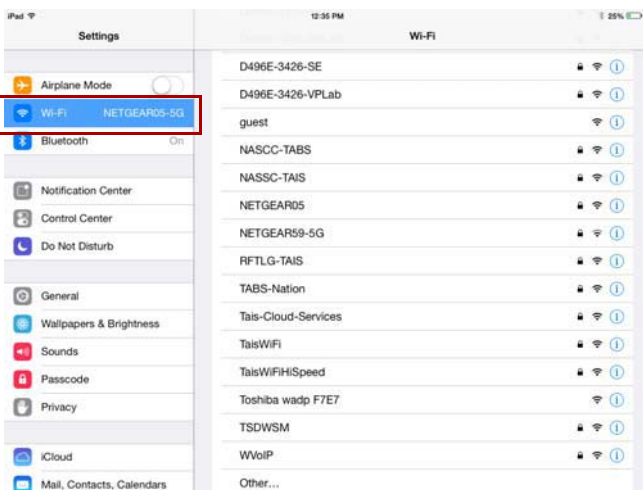 iPad 12:35 PM 25%
Settings
Wi-Fi
Airplane Mode
Wi-Fi NETGEAR05-5G
Bluetooth On
Notification Center
Control Center
Do Not Disturb
General
Wallpapers & Brightness
Sounds
Passcode
Privacy
iCloud
Mail, Contacts, Calendars
D496E-3426-SE
D496E-3426-VPLab
guest
NASCC-TABS
NASSC-TAIS
NETGEAR05
NETGEAR59-5G
RFTLG-TAIS
TABS-Nation
Tais-Cloud-Services
TaisWiFi
TaisWiFiHiSpeed
Toshiba wadp F7E7
TSDWSM
WVoIP
Other...